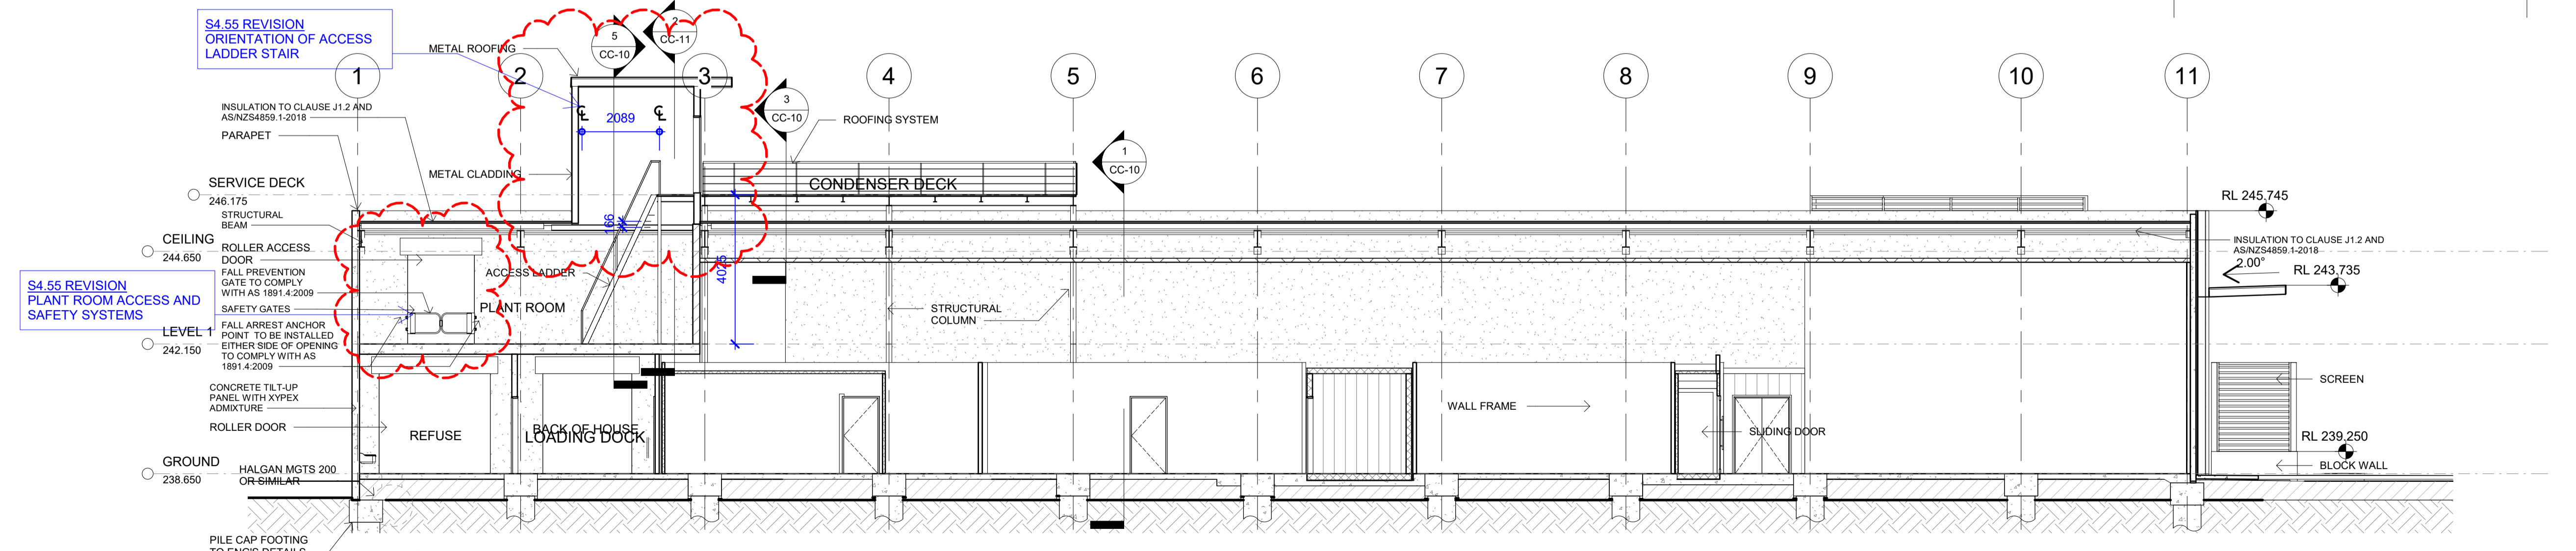 S4.55 REVISION
ORIENTATION OF ACCESS
LADDER STAIR
METAL ROOFING
5
CC-10
2
CC-11
1
2
3
4
5
6
7
8
9
10
11
INSULATION TO CLAUSE J1.2 AND
AS/NZS4859.1-2018
PARAPET
℄
℄
2089
3
CC-10
ROOFING SYSTEM
1
CC-10
METAL CLADDING
SERVICE DECK
246.175
CONDENSER DECK
RL 245.745
STRUCTURAL
BEAM
166
CEILING
244.650
ROLLER ACCESS
DOOR
INSULATION TO CLAUSE J1.2 AND
AS/NZS4859.1-2018
2.00°
RL 243.735
FALL PREVENTION
GATE TO COMPLY
WITH AS 1891.4:2009
ACCESS LADDER
4025
S4.55 REVISION
PLANT ROOM ACCESS AND
SAFETY SYSTEMS
SAFETY GATES
PLANT ROOM
STRUCTURAL
COLUMN
LEVEL 1
242.150
FALL ARREST ANCHOR
POINT TO BE INSTALLED
EITHER SIDE OF OPENING
TO COMPLY WITH AS
1891.4:2009
CONCRETE TILT-UP
PANEL WITH XYPEX
ADMIXTURE
SCREEN
WALL FRAME
ROLLER DOOR
REFUSE
BACK OF HOUSE
LOADING DOCK
SLIDING DOOR
RL 239.250
GROUND
238.650
HALGAN MGTS 200
OR SIMILAR
BLOCK WALL
PILE CAP FOOTING
TO ENG'S DETAILS